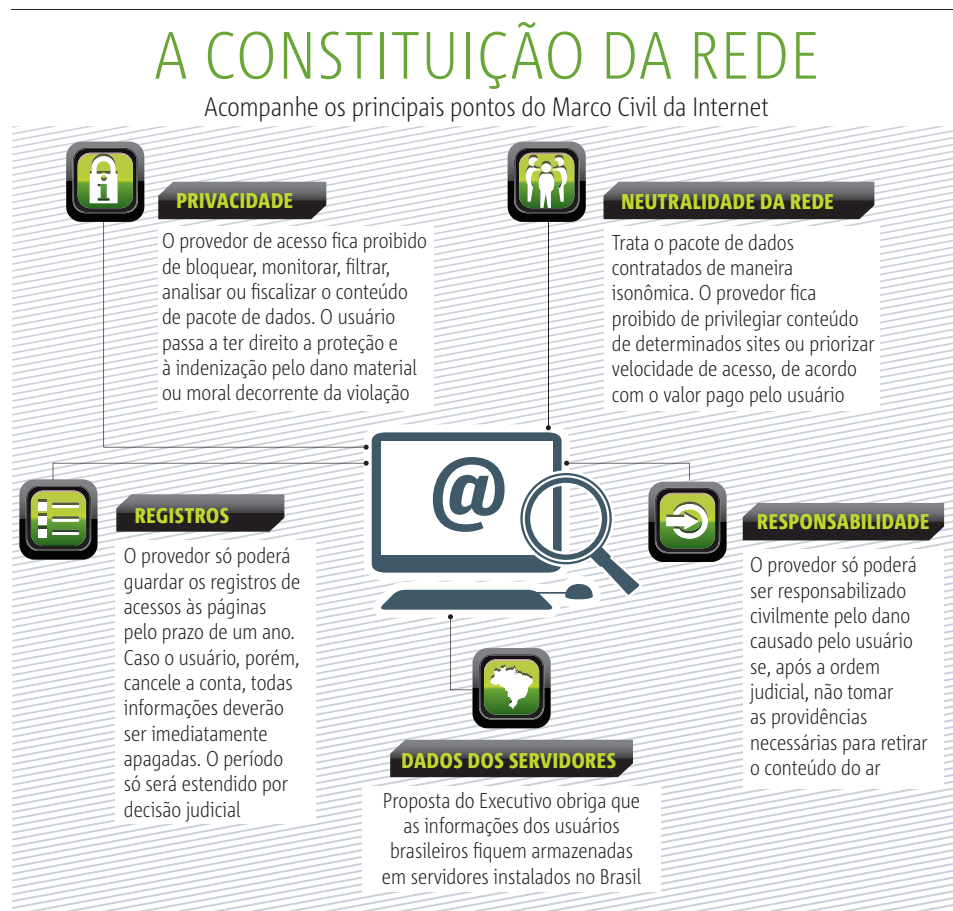 A CONSTITUIÇÃO DA REDE
Acompanhe os principais pontos do Marco Civil da Internet
PRIVACIDADE
O provedor de acesso fica proibido
de bloquear, monitorar, filtrar,
analisar ou fiscalizar o conteúdo
de pacote de dados. O usuário
passa a ter direito a proteção e
à indenização pelo dano material
ou moral decorrente da violação
NEUTRALIDADE DA REDE
Trata o pacote de dados
contratados de maneira
isonômica. O provedor fica
proibido de privilegiar conteúdo
de determinados sites ou priorizar
velocidade de acesso, de acordo
com o valor pago pelo usuário
@
REGISTROS
O provedor só poderá
guardar os registros de
acessos às páginas
pelo prazo de um ano.
Caso o usuário, porém,
cancele a conta, todas
informações deverão
ser imediatamente
apagadas. O período
só será estendido por
decisão judicial
RESPONSABILIDADE
O provedor só poderá
ser responsabilizado
civilmente pelo dano
causado pelo usuário
se, após a ordem
judicial, não tomar
as providências
necessárias para retirar
o conteúdo do ar
DADOS DOS SERVIDORES
Proposta do Executivo obriga que
as informações dos usuários
brasileiros fiquem armazenadas
em servidores instalados no Brasil